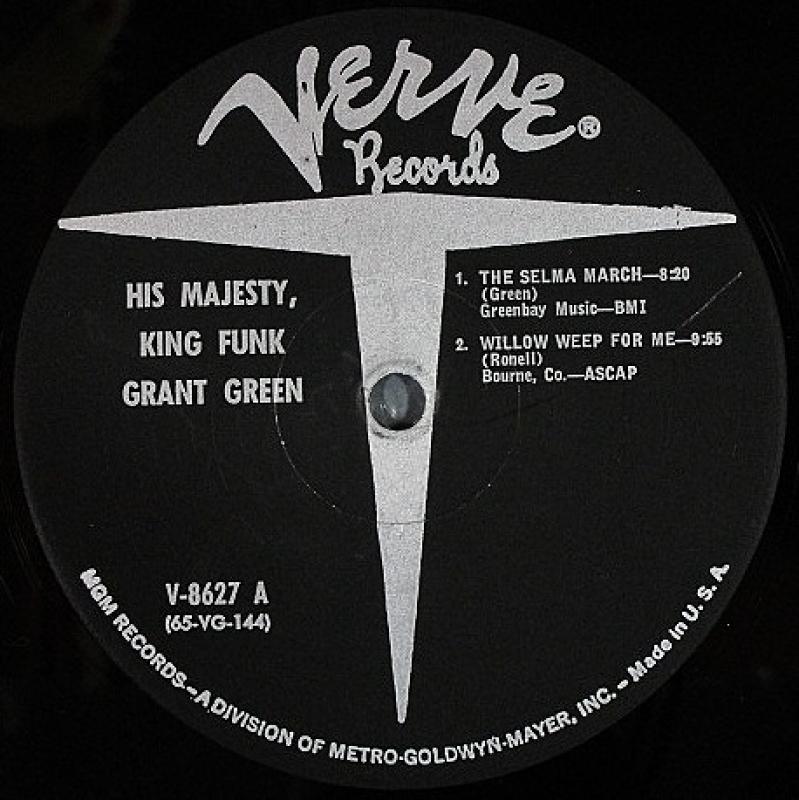 Verve®
Records
HIS MAJESTY,
KING FUNK
GRANT GREEN
1. THE SELMA MARCH—8:20
(Green)
Greenbay Music—BMI
2. WILLOW WEEP FOR ME—9:55
(Ronell)
Bourne, Co.—ASCAP
V-8627 A
(65-VG-144)
MGM RECORDS—A DIVISION OF METRO-GOLDWYN-MAYER, INC. — Made in U. S. A.